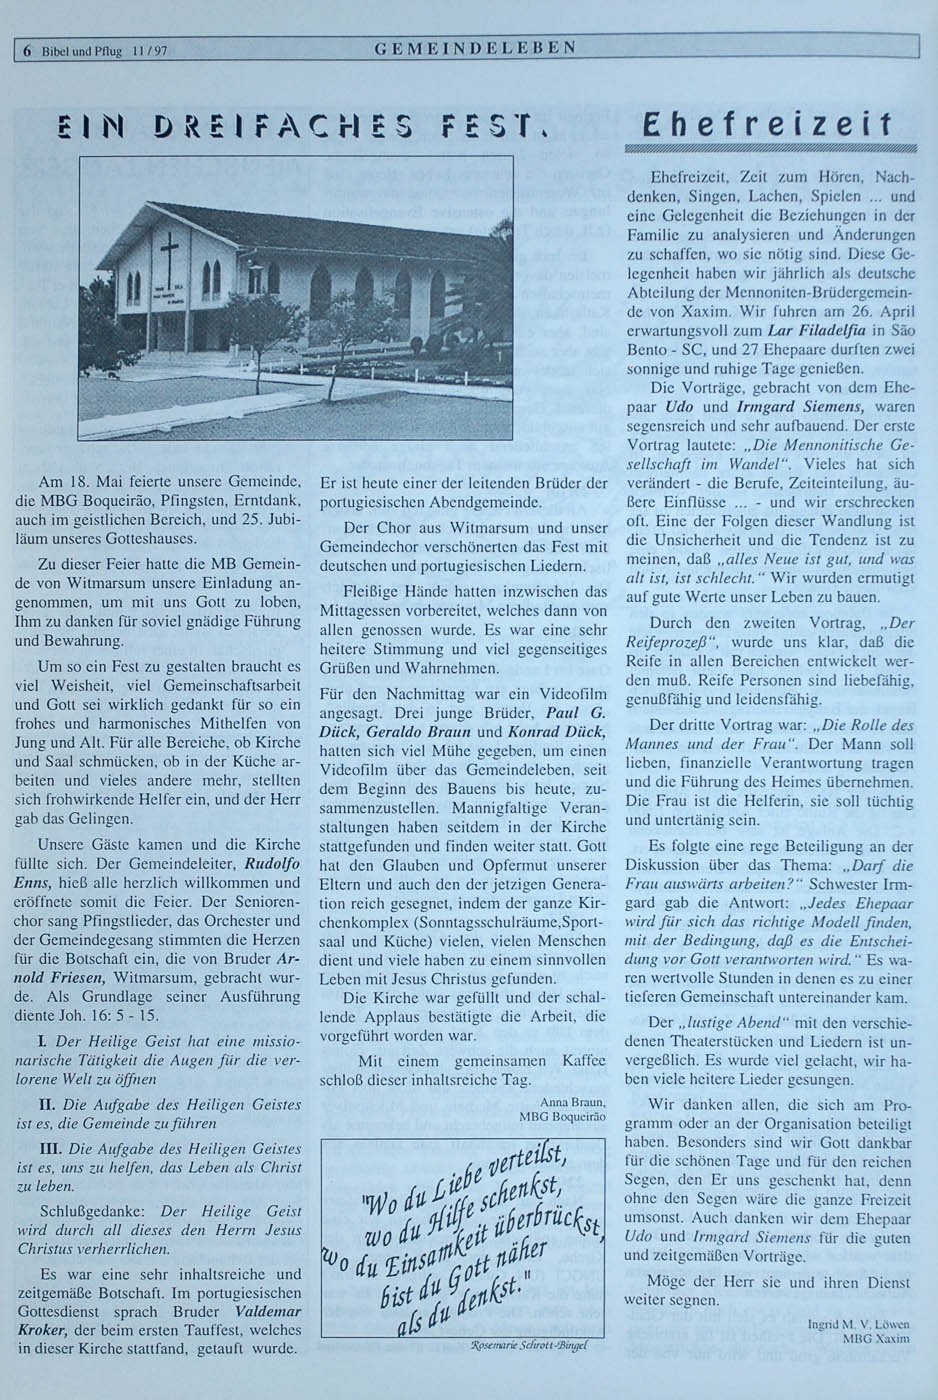 6 Bibel und Pflug 11/97
GEMEINDELEBEN
EIN DREIFACHES FEST.
Am 18. Mai feierte unsere Gemeinde,
die MBG Boqueirão, Pfingsten, Erntdank,
auch im geistlichen Bereich, und 25. Jubi-
läum unseres Gotteshauses.
Zu dieser Feier hatte die MB Gemein-
de von Witmarsum unsere Einladung an-
genommen, um mit uns Gott zu loben,
Ihm zu danken für soviel gnädige Führung
und Bewahrung.
Um so ein Fest zu gestalten braucht es
viel Weisheit, viel Gemeinschaftsarbeit
und Gott sei wirklich gedankt für so ein
frohes und harmonisches Mithelfen von
Jung und Alt. Für alle Bereiche, ob Kirche
und Saal schmücken, ob in der Küche ar-
beiten und vieles andere mehr, stellten
sich frohwirkende Helfer ein, und der Herr
gab das Gelingen.
Unsere Gäste kamen und die Kirche
füllte sich. Der Gemeindeleiter, Rudolfo
Enns, hieß alle herzlich willkommen und
eröffnete somit die Feier. Der Senioren-
chor sang Pfingstlieder, das Orchester und
der Gemeindegesang stimmten die Herzen
für die Botschaft ein, die von Bruder Ar-
nold Friesen, Witmarsum, gebracht wur-
de. Als Grundlage seiner Ausführung
diente Joh. 16: 5 - 15.
I. Der Heilige Geist hat eine missio-
narische Tätigkeit die Augen für die ver-
lorene Welt zu öffnen
II. Die Aufgabe des Heiligen Geistes
ist es, die Gemeinde zu führen
III. Die Aufgabe des Heiligen Geistes
ist es, uns zu helfen, das Leben als Christ
zu leben.
Schlußgedanke: Der Heilige Geist
wird durch all dieses den Herrn Jesus
Christus verherrlichen.
Es war eine sehr inhaltsreiche und
zeitgemäße Botschaft. Im portugiesischen
Gottesdienst sprach Bruder Valdemar
Kroker, der beim ersten Tauffest, welches
in dieser Kirche stattfand, getauft wurde.
Er ist heute einer der leitenden Brüder der
portugiesischen Abendgemeinde.
Der Chor aus Witmarsum und unser
Gemeindechor verschönerten das Fest mit
deutschen und portugiesischen Liedern.
Fleißige Hände hatten inzwischen das
Mittagessen vorbereitet, welches dann von
allen genossen wurde. Es war eine sehr
heitere Stimmung und viel gegenseitiges
Grüßen und Wahrnehmen.
Für den Nachmittag war ein Videofilm
angesagt. Drei junge Brüder, Paul G.
Dück, Geraldo Braun und Konrad Dück,
hatten sich viel Mühe gegeben, um einen
Videofilm über das Gemeindeleben, seit
dem Beginn des Bauens bis heute, zu-
sammenzustellen. Mannigfaltige Veran-
staltungen haben seitdem in der Kirche
stattgefunden und finden weiter statt. Gott
hat den Glauben und Opfermut unserer
Eltern und auch den der jetzigen Genera-
tion reich gesegnet, indem der ganze Kir-
chenkomplex (Sonntagsschulräume,Sport-
saal und Küche) vielen, vielen Menschen
dient und viele haben zu einem sinnvollen
Leben mit Jesus Christus gefunden.
Die Kirche war gefüllt und der schal-
lende Applaus bestätigte die Arbeit, die
vorgeführt worden war.
Mit einem gemeinsamen Kaffee
schloß dieser inhaltsreiche Tag.
Anna Braun,
MBG Boqueirão
"Wo du Liebe verteilst,
wo du Hilfe schenkst,
wo du Einsamkeit überbrückst,
bist du Gott näher
als du denkst."
Rosemarie Schrott-Bingel
Ehefreizeit
Ehefreizeit, Zeit zum Hören, Nach-
denken, Singen, Lachen, Spielen ... und
eine Gelegenheit die Beziehungen in der
Familie zu analysieren und Änderungen
zu schaffen, wo sie nötig sind. Diese Ge-
legenheit haben wir jährlich als deutsche
Abteilung der Mennoniten-Brüdergemein-
de von Xaxim. Wir fuhren am 26. April
erwartungsvoll zum Lar Filadelfia in São
Bento - SC, und 27 Ehepaare durften zwei
sonnige und ruhige Tage genießen.
Die Vorträge, gebracht von dem Ehe-
paar Udo und Irmgard Siemens, waren
segensreich und sehr aufbauend. Der erste
Vortrag lautete: „Die Mennonitische Ge-
sellschaft im Wandel“. Vieles hat sich
verändert - die Berufe, Zeiteinteilung, äu-
ßere Einflüsse ... - und wir erschrecken
oft. Eine der Folgen dieser Wandlung ist
die Unsicherheit und die Tendenz ist zu
meinen, daß „alles Neue ist gut, und was
alt ist, ist schlecht.“ Wir wurden ermutigt
auf gute Werte unser Leben zu bauen.
Durch den zweiten Vortrag, „Der
Reifeprozeß“, wurde uns klar, daß die
Reife in allen Bereichen entwickelt wer-
den muß. Reife Personen sind liebefähig,
genußfähig und leidensfähig.
Der dritte Vortrag war: „Die Rolle des
Mannes und der Frau“. Der Mann soll
lieben, finanzielle Verantwortung tragen
und die Führung des Heimes übernehmen.
Die Frau ist die Helferin, sie soll tüchtig
und untertänig sein.
Es folgte eine rege Beteiligung an der
Diskussion über das Thema: „Darf die
Frau auswärts arbeiten?“ Schwester Irm-
gard gab die Antwort: „Jedes Ehepaar
wird für sich das richtige Modell finden,
mit der Bedingung, daß es die Entschei-
dung vor Gott verantworten wird.“ Es wa-
ren wertvolle Stunden in denen es zu einer
tieferen Gemeinschaft untereinander kam.
Der „lustige Abend“ mit den verschie-
denen Theaterstücken und Liedern ist un-
vergeßlich. Es wurde viel gelacht, wir ha-
ben viele heitere Lieder gesungen.
Wir danken allen, die sich am Pro-
gramm oder an der Organisation beteiligt
haben. Besonders sind wir Gott dankbar
für die schönen Tage und für den reichen
Segen, den Er uns geschenkt hat, denn
ohne den Segen wäre die ganze Freizeit
umsonst. Auch danken wir dem Ehepaar
Udo und Irmgard Siemens für die guten
und zeitgemäßen Vorträge.
Möge der Herr sie und ihren Dienst
weiter segnen.
Ingrid M. V. Löwen
MBG Xaxim